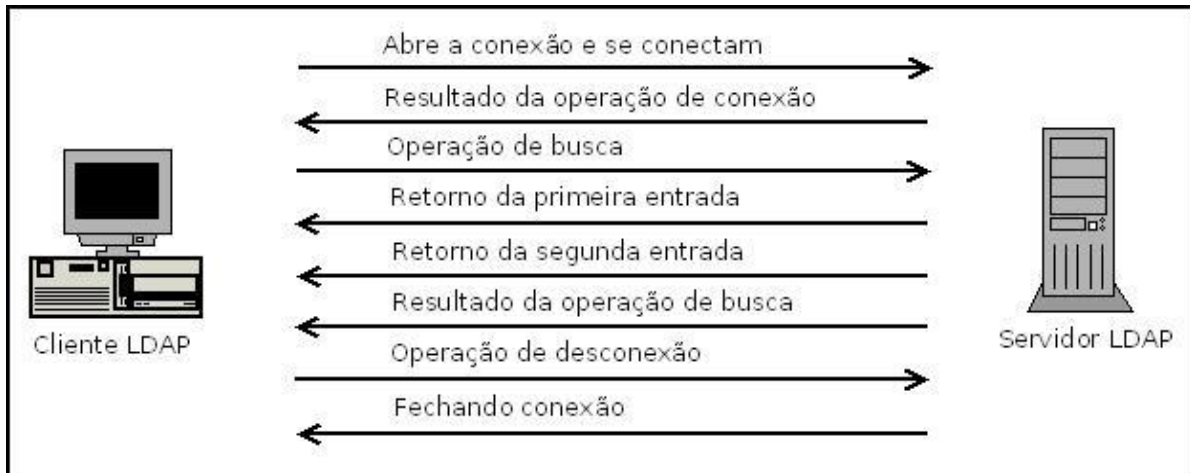 Abre a conexão e se conectam
Resultado da operação de conexão
Operação de busca
Retorno da primeira entrada
Retorno da segunda entrada
Resultado da operação de busca
Operação de desconexão
Fechando conexão
Cliente LDAP
Servidor LDAP